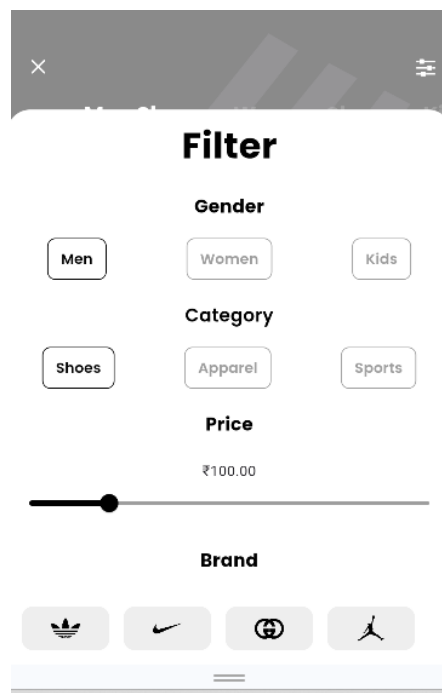 Filter
Gender
Men Women Kids
Category
Shoes Apparel Sports
Price
₹100.00
Brand